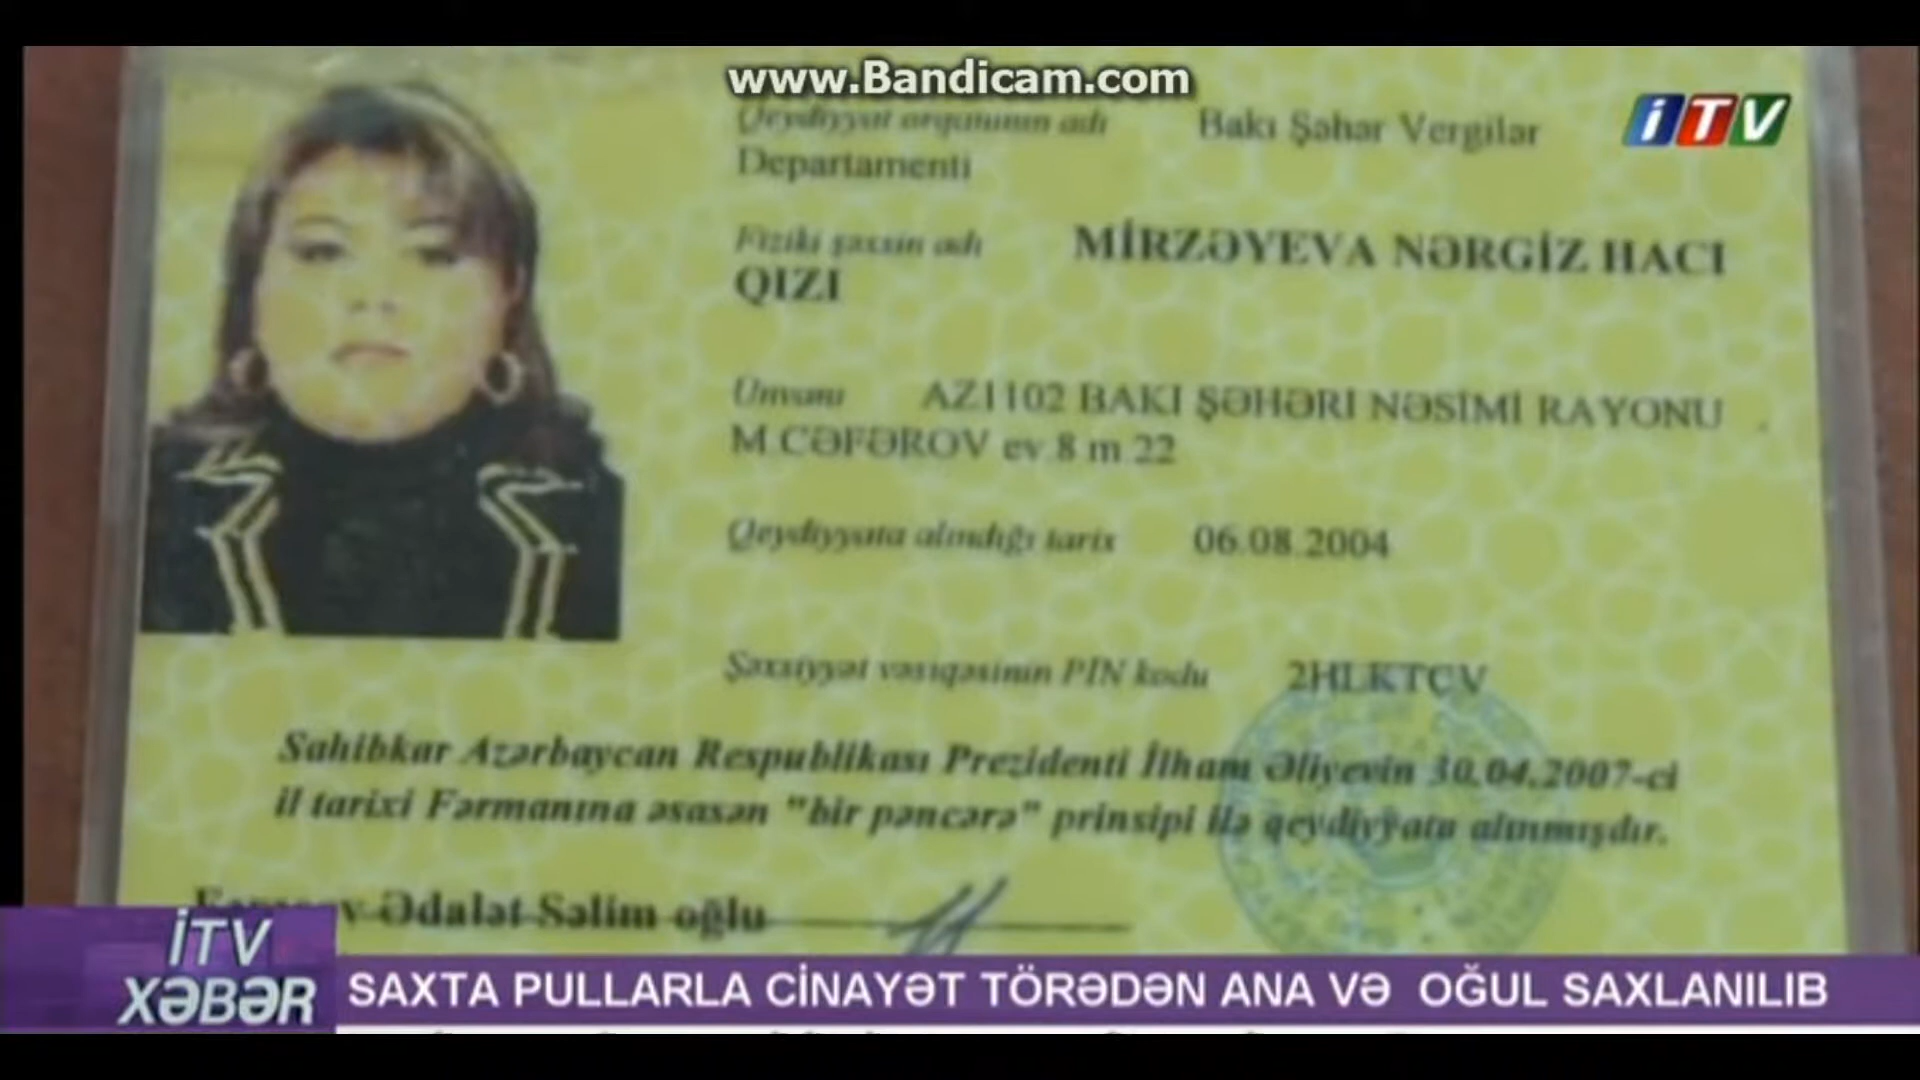 www.Bandicam.com
iTV
Qeydiyyat orqanının adı Bakı Şəhər Vergilər
Departamenti
Fiziki şəxsin adı MİRZƏYEVA NƏRGİZ HACI
QIZI
Ünvanı AZ1102 BAKI ŞƏHƏRİ NƏSİMİ RAYONU
M.CƏFƏROV ev.8 m.22
Qeydiyyata alındığı tarix 06.08.2004
Şəxsiyyət vəsiqəsinin PIN kodu 2HLKTCV
Sahibkar Azərbaycan Respublikası Prezidenti İlham Əliyevin 30.04.2007-ci
il tarixi Fərmanına əsasən "bir pəncərə" prinsipi ilə qeydiyyata alınmışdır.
Ədalət Səlim oğlu
İTV
XƏBƏR
SAXTA PULLARLA CİNAYƏT TÖRƏDƏN ANA VƏ OĞUL SAXLANILIB